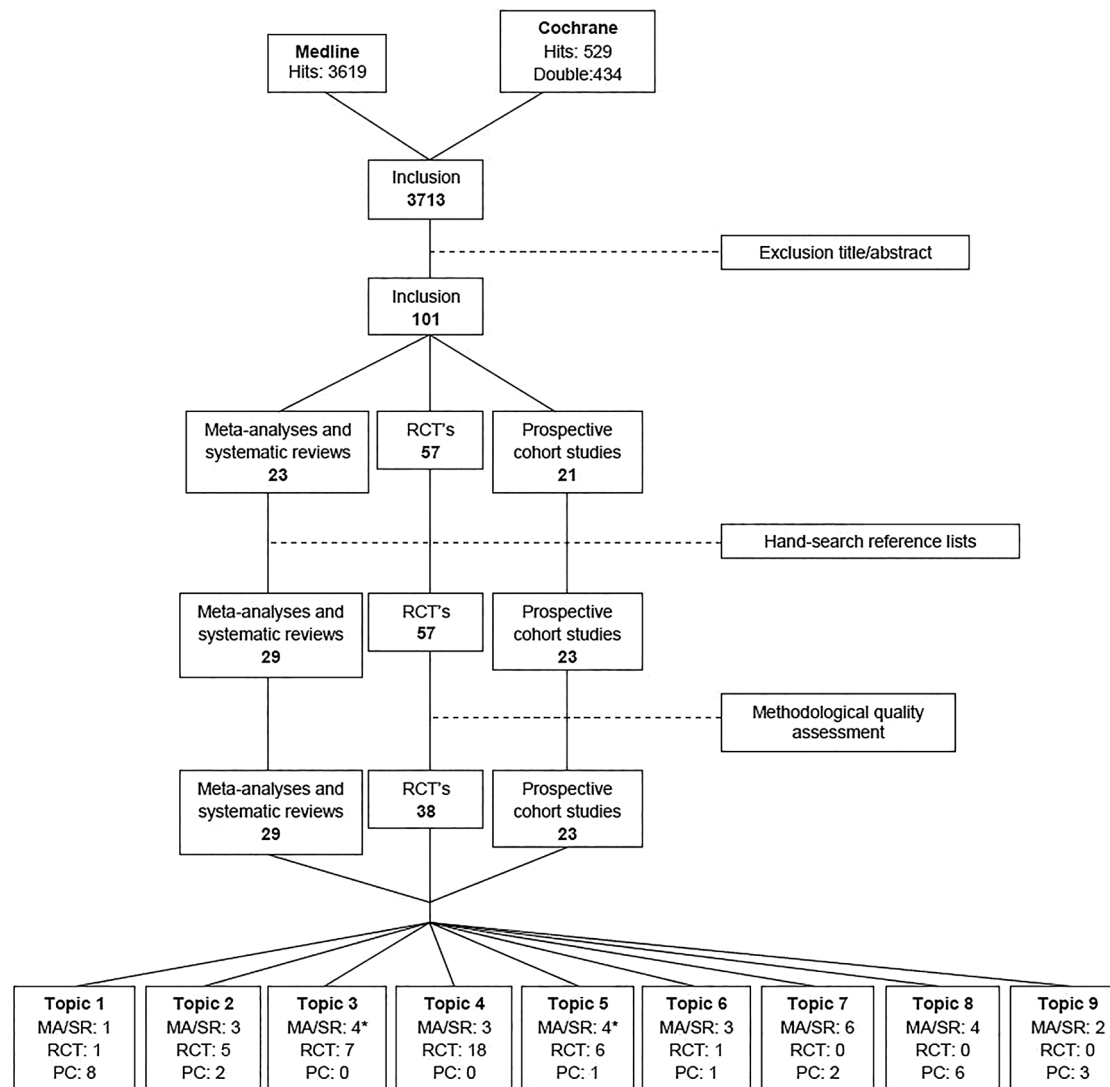 Medline
Hits: 3619
Cochrane
Hits: 529
Double:434
Inclusion
3713
Exclusion title/abstract
Inclusion
101
Meta-analyses and
systematic reviews
23
RCT's
57
Prospective
cohort studies
21
Hand-search reference lists
Meta-analyses and
systematic reviews
29
RCT's
57
Prospective
cohort studies
23
Methodological quality
assessment
Meta-analyses and
systematic reviews
29
RCT's
38
Prospective
cohort studies
23
Topic 1
MA/SR: 1
RCT: 1
PC: 8
Topic 2
MA/SR: 3
RCT: 5
PC: 2
Topic 3
MA/SR: 4*
RCT: 7
PC: 0
Topic 4
MA/SR: 3
RCT: 18
PC: 0
Topic 5
MA/SR: 4*
RCT: 6
PC: 1
Topic 6
MA/SR: 3
RCT: 1
PC: 1
Topic 7
MA/SR: 6
RCT: 0
PC: 2
Topic 8
MA/SR: 4
RCT: 0
PC: 6
Topic 9
MA/SR: 2
RCT: 0
PC: 3